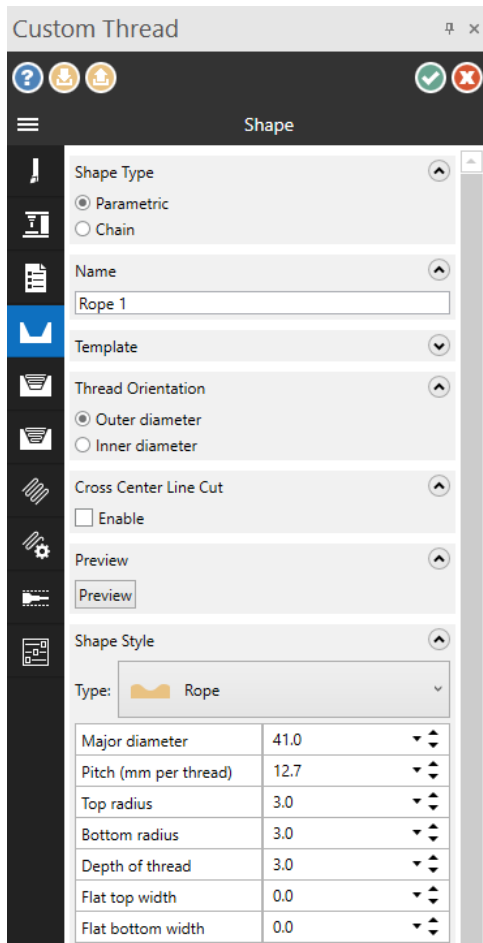 Custom Thread
Shape
Shape Type
Parametric
Chain
Name
Rope 1
Template
Thread Orientation
Outer diameter
Inner diameter
Cross Center Line Cut
Enable
Preview
Preview
Shape Style
Type: Rope
Major diameter 41.0
Pitch (mm per thread) 12.7
Top radius 3.0
Bottom radius 3.0
Depth of thread 3.0
Flat top width 0.0
Flat bottom width 0.0